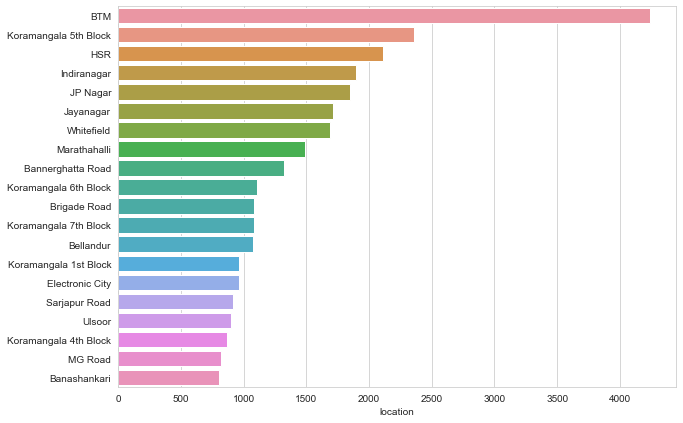 BTM
Koramangala 5th Block
HSR
Indiranagar
JP Nagar
Jayanagar
Whitefield
Marathahalli
Bannerghatta Road
Koramangala 6th Block
Brigade Road
Koramangala 7th Block
Bellandur
Koramangala 1st Block
Electronic City
Sarjapur Road
Ulsoor
Koramangala 4th Block
MG Road
Banashankari
0 500 1000 1500 2000 2500 3000 3500 4000
location